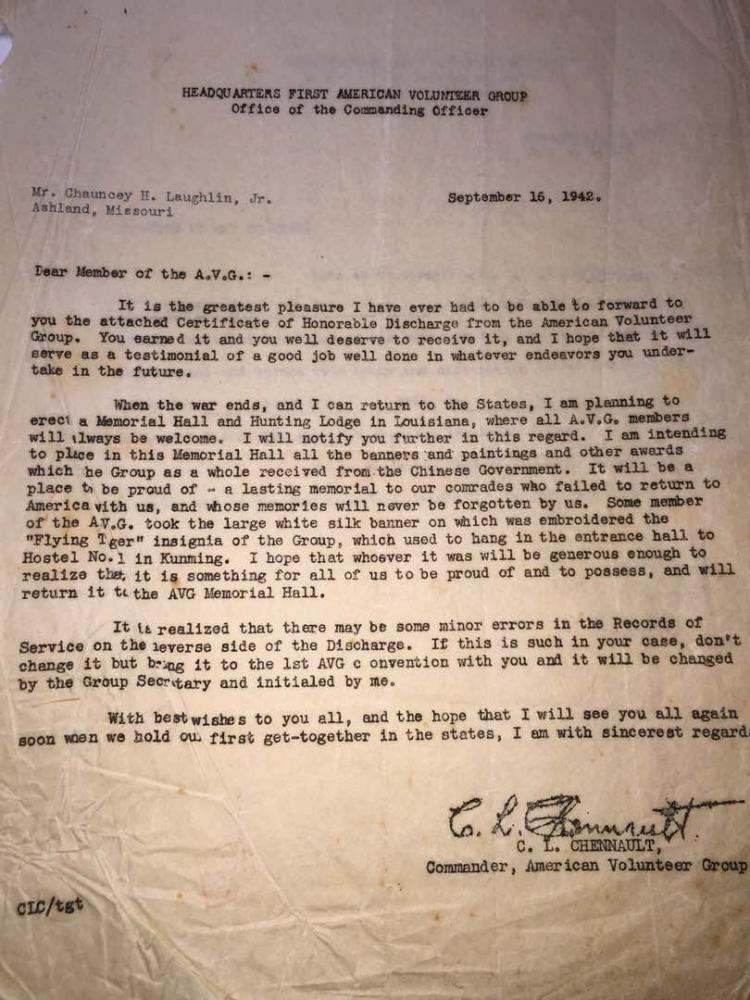 HEADQUARTERS FIRST AMERICAN VOLUNTEER GROUP
Office of the Commanding Officer
Mr. Chauncey H. Laughlin, Jr.
Ashland, Missouri
September 16, 1942.
Dear Member of the A.V.G.: -
It is the greatest pleasure I have ever had to be able to forward to
you the attached Certificate of Honorable Discharge from the American Volunteer
Group. You earned it and you well deserve to receive it, and I hope that it will
serve as a testimonial of a good job well done in whatever endeavors you under-
take in the future.
When the war ends, and I can return to the States, I am planning to
erect a Memorial Hall and Hunting Lodge in Louisiana, where all A.V.G. members
will always be welcome. I will notify you further in this regard. I am intending
to place in this Memorial Hall all the banners and paintings and other awards
which he Group as a whole received from the Chinese Government. It will be a
place to be proud of - a lasting memorial to our comrades who failed to return to
America with us, and whose memories will never be forgotten by us. Some member
of the A.V.G. took the large white silk banner on which was embroidered the
"Flying Tger" insignia of the Group, which used to hang in the entrance hall to
Hostel No. 1 in Kunming. I hope that whoever it was will be generous enough to
realize that it is something for all of us to be proud of and to possess, and will
return it to the AVG Memorial Hall.
It is realized that there may be some minor errors in the Records of
Service on the reverse side of the Discharge. If this is such in your case, don't
change it but bring it to the 1st AVG c onvention with you and it will be changed
by the Group Secretary and initialed by me.
With best wishes to you all, and the hope that I will see you all again
soon when we hold our first get-together in the states, I am with sincerest regard
C. L. Chennault
C. L. CHENNAULT,
Commander, American Volunteer Group
CLC/tgt